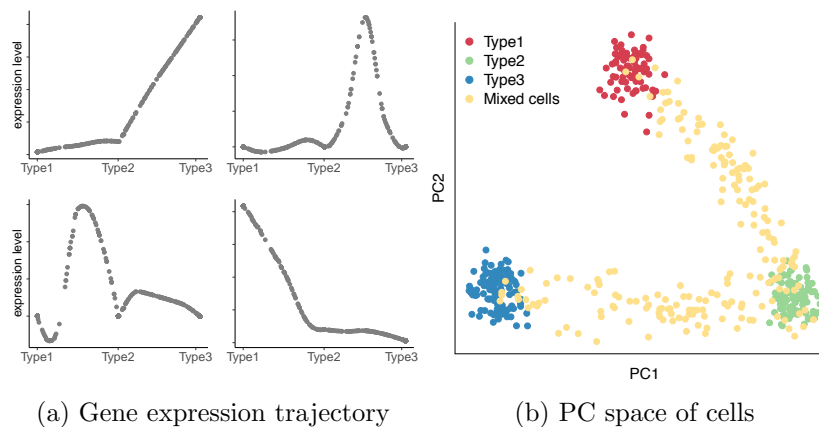 expression level
Type1 Type2 Type3
Type1 Type2 Type3
expression level
Type1 Type2 Type3
Type1 Type2 Type3
(a) Gene expression trajectory
Type1
Type2
Type3
Mixed cells
PC2
PC1
(b) PC space of cells